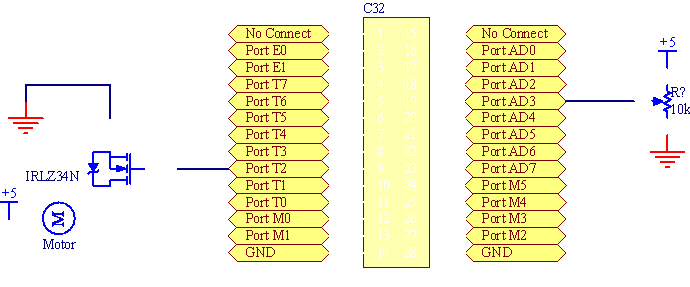 C32
No Connect
Port E0
Port E1
Port T7
Port T6
Port T5
Port T4
Port T3
Port T2
Port T1
Port T0
Port M0
Port M1
GND
No Connect
Port AD0
Port AD1
Port AD2
Port AD3
Port AD4
Port AD5
Port AD6
Port AD7
Port M5
Port M4
Port M3
Port M2
GND
+5
R?
10k
IRLZ34N
+5
M
Motor